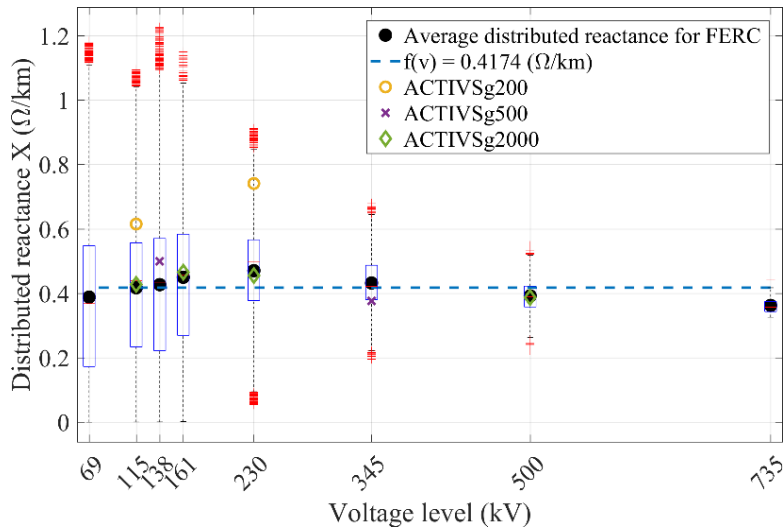 Average distributed reactance for FERC
f(v) = 0.4174 (Ω/km)
ACTIVSg200
ACTIVSg500
ACTIVSg2000
Distributed reactance X (Ω/km)
1.2
1
0.8
0.6
0.4
0.2
0
69
115
138
161
230
345
500
735
Voltage level (kV)